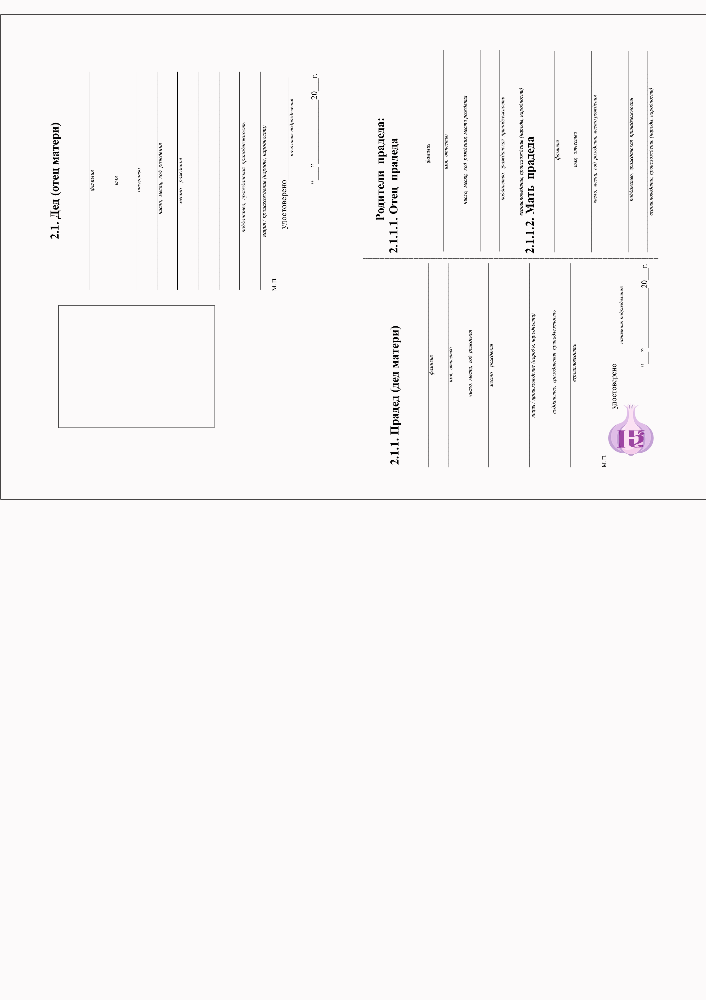 2.1. Дед (отец матери)
фамилия
имя
отчество
число, месяц, год рождения
место рождения
подданство, гражданская принадлежность
нация / происхождение (народы, народности)
М. П.
удостоверено
начальник подразделения
“ ” 20 г.
2.1.1. Прадед (дед матери)
фамилия
имя, отчество
число, месяц, год рождения
место рождения
нация / происхождение (народы, народности)
подданство, гражданская принадлежность
вероисповедание
М. П.
удостоверено
начальник подразделения
“ ” 20 г.
Родители прадеда:
2.1.1.1. Отец прадеда
фамилия
имя, отчество
число, месяц, год рождения, место рождения
подданство, гражданская принадлежность
вероисповедание, происхождение (народы, народности)
2.1.1.2. Мать прадеда
фамилия
имя, отчество
число, месяц, год рождения, место рождения
подданство, гражданская принадлежность
вероисповедание, происхождение (народы, народности)
15